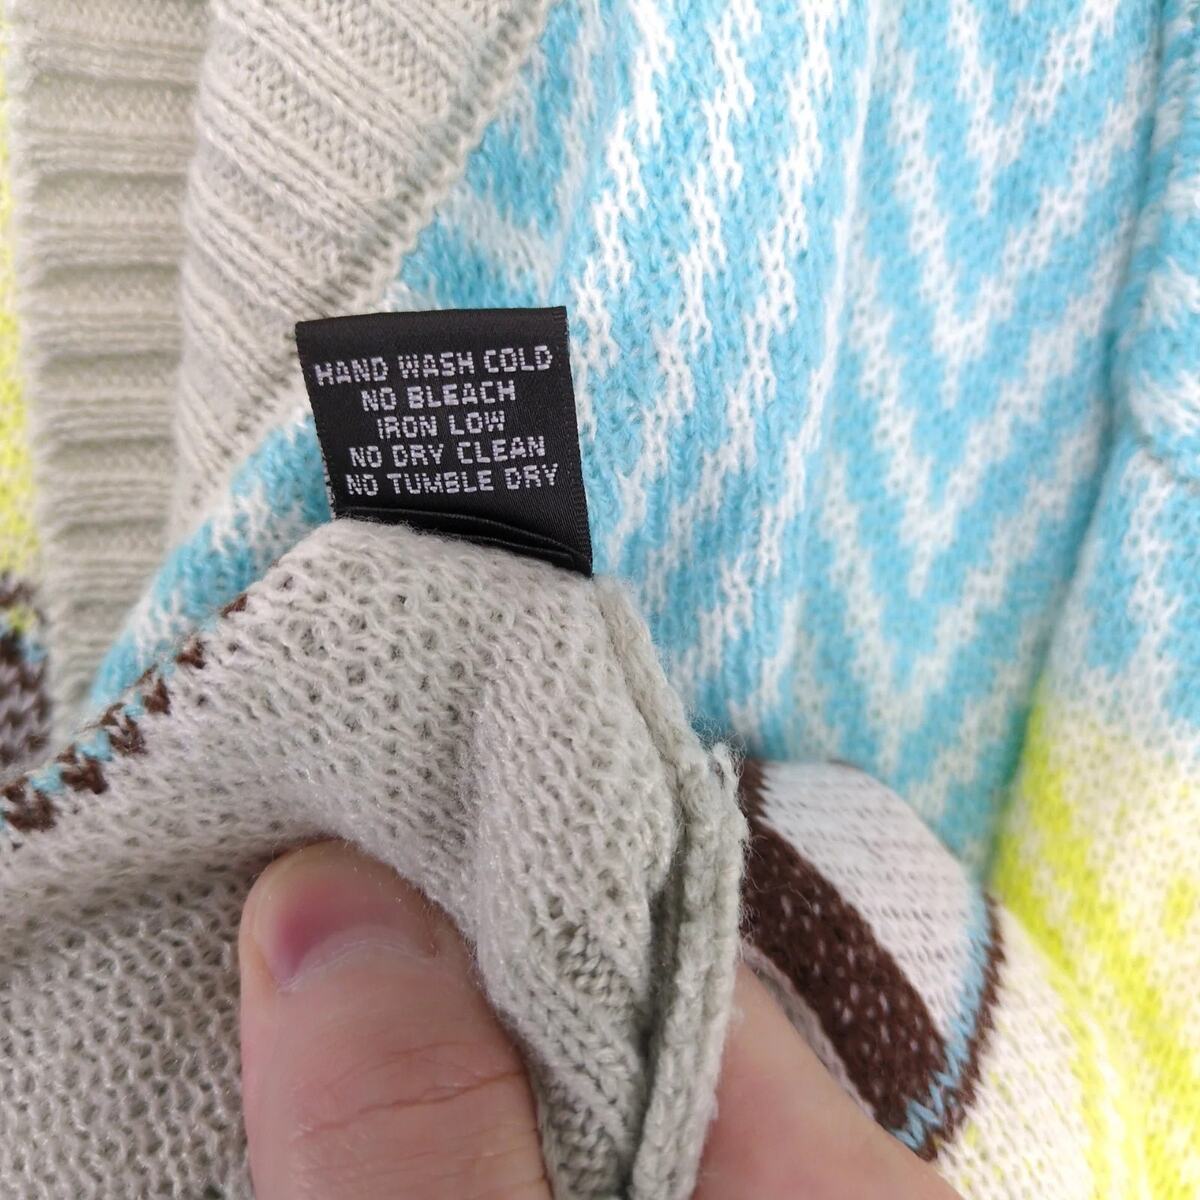 HAND WASH COLD
NO BLEACH
IRON LOW
NO DRY CLEAN
NO TUMBLE DRY